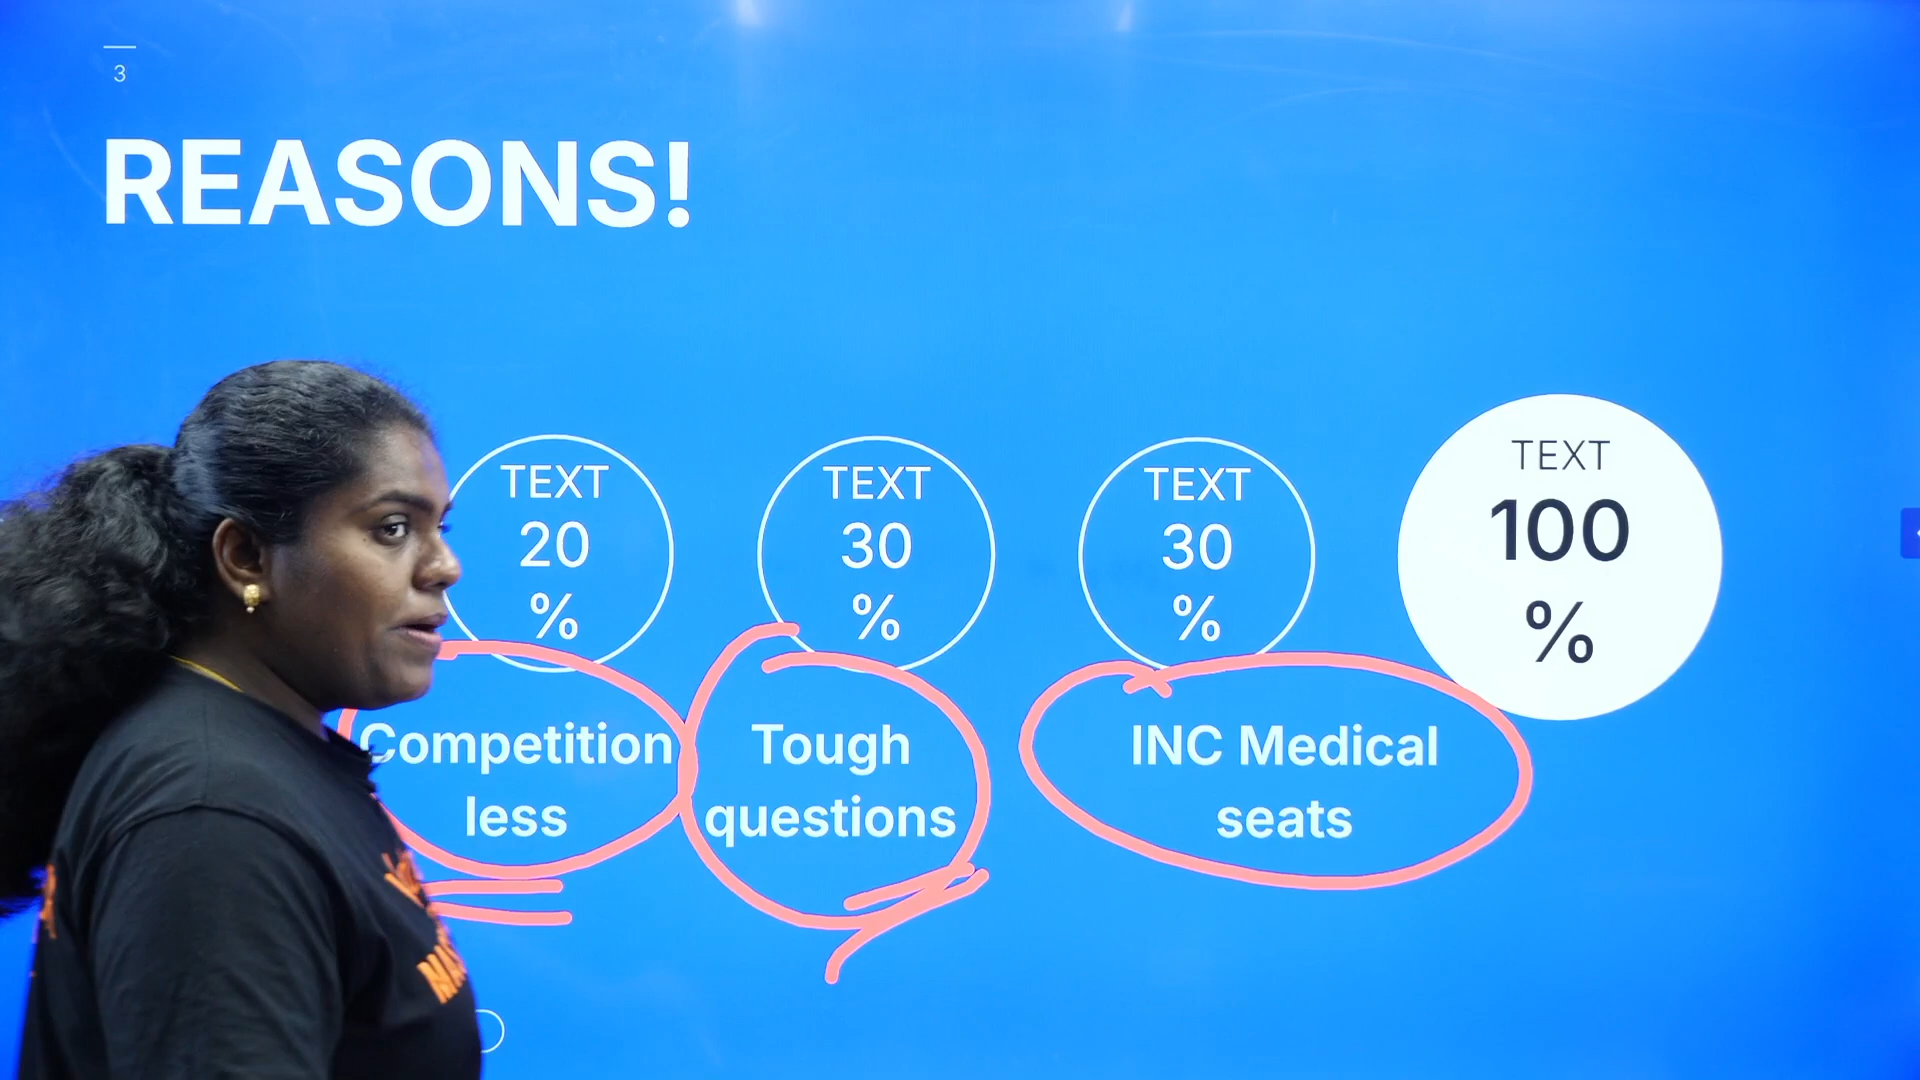 3
REASONS!
TEXT
20
%
TEXT
30
%
TEXT
30
%
TEXT
100
%
Competition
less
Tough
questions
INC Medical
seats